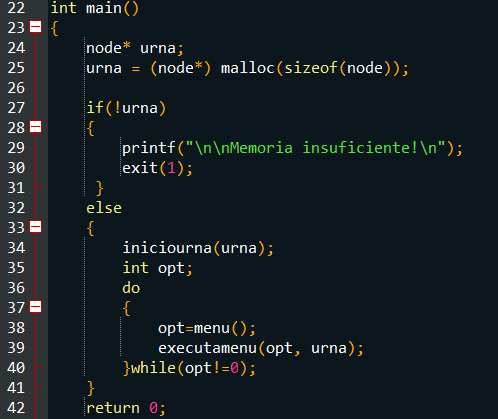 22 int main()
23 {
24     node* urna;
25     urna = (node*) malloc(sizeof(node));
26
27     if(!urna)
28     {
29         printf("\n\nMemoria insuficiente!\n");
30         exit(1);
31      }
32     else
33     {
34         iniciourna(urna);
35         int opt;
36         do
37         {
38             opt=menu();
39             executamenu(opt, urna);
40         }while(opt!=0);
41     }
42     return 0;